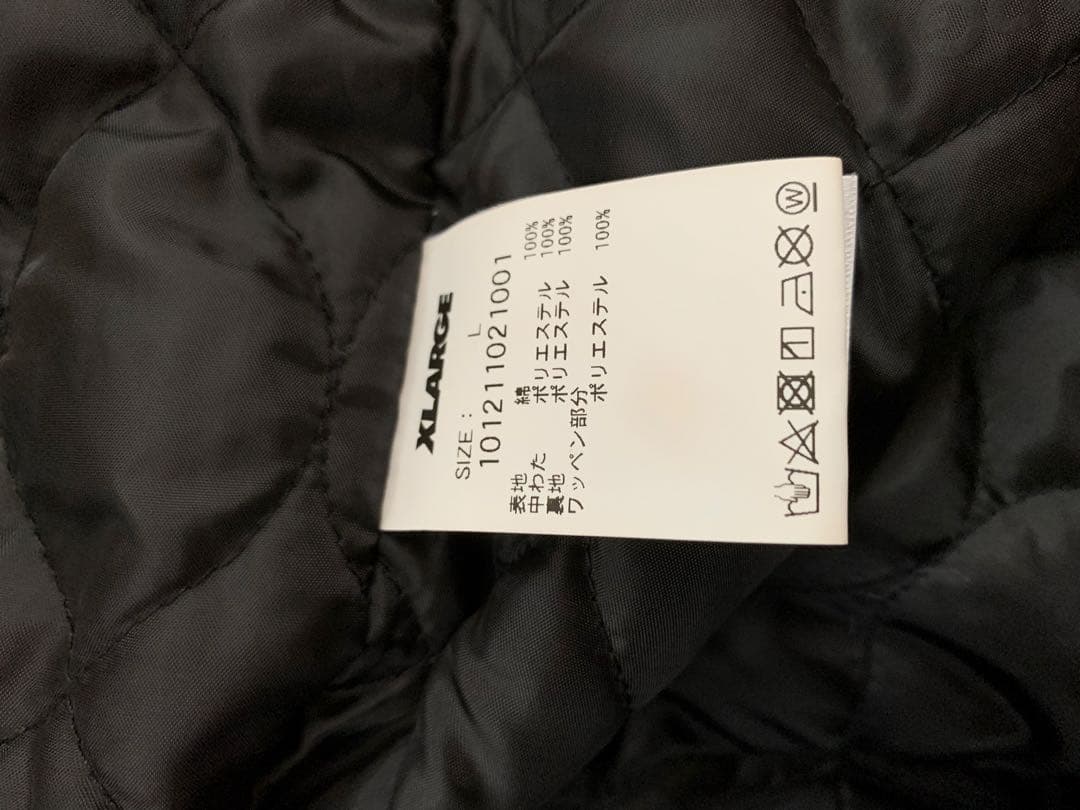 XLARGE
SIZE : L
101211021001
表地 綿 100%
中わた ポリエステル 100%
裏地 ポリエステル 100%
ワッペン部分
ポリエステル 100%
W